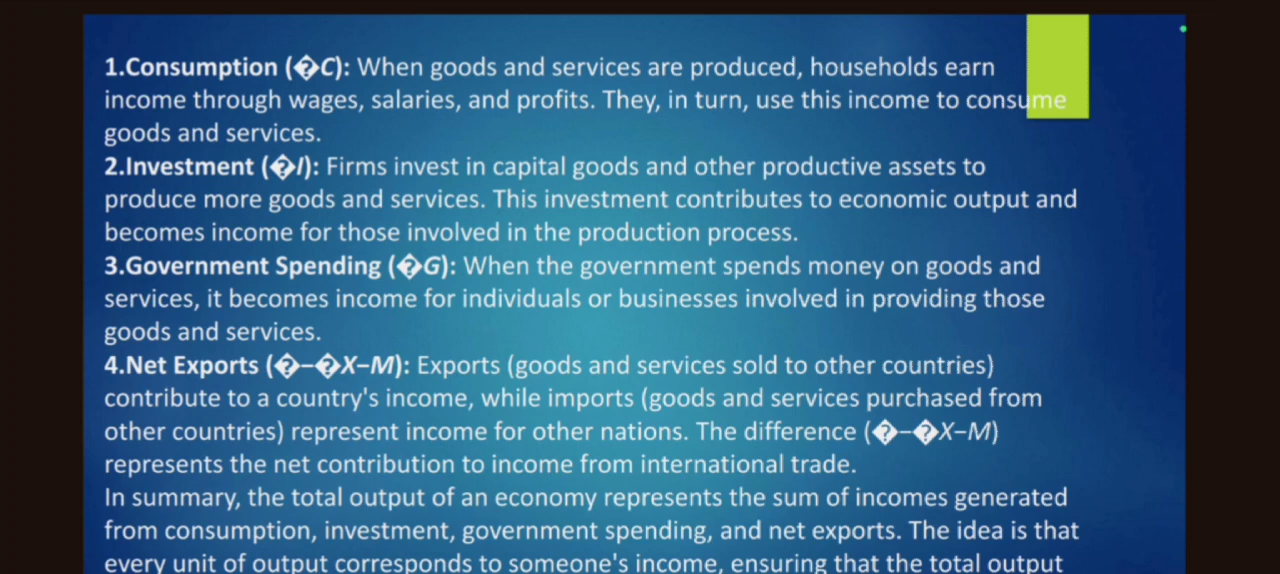 1.Consumption (�C): When goods and services are produced, households earn
income through wages, salaries, and profits. They, in turn, use this income to consume
goods and services.
2.Investment (�I): Firms invest in capital goods and other productive assets to
produce more goods and services. This investment contributes to economic output and
becomes income for those involved in the production process.
3.Government Spending (�G): When the government spends money on goods and
services, it becomes income for individuals or businesses involved in providing those
goods and services.
4.Net Exports (�−�X−M): Exports (goods and services sold to other countries)
contribute to a country's income, while imports (goods and services purchased from
other countries) represent income for other nations. The difference (�−�X−M)
represents the net contribution to income from international trade.
In summary, the total output of an economy represents the sum of incomes generated
from consumption, investment, government spending, and net exports. The idea is that
every unit of output corresponds to someone's income, ensuring that the total output